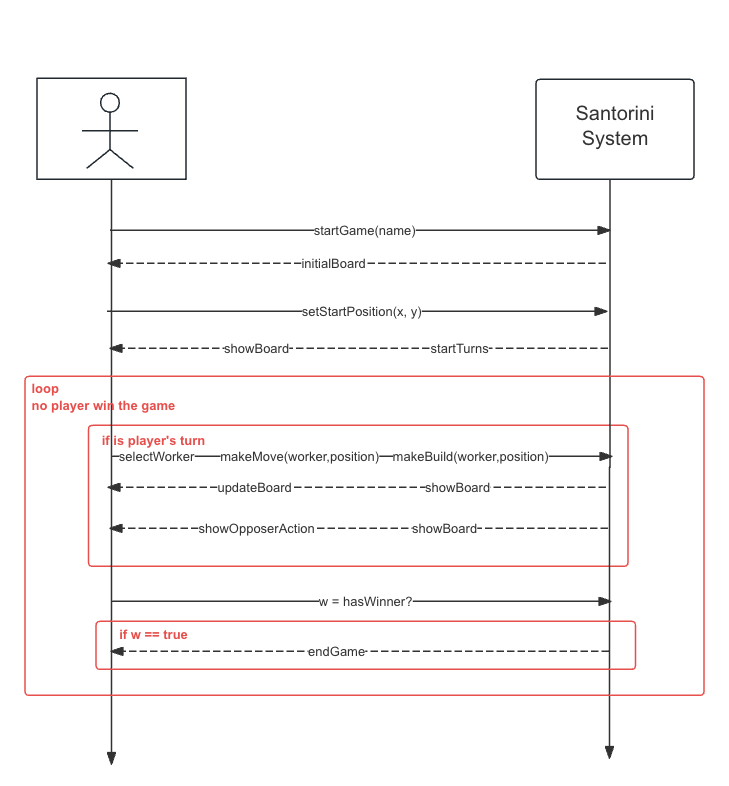 Santorini
System
startGame(name)
initialBoard
setStartPosition(x, y)
showBoard startTurns
loop
no player win the game
if is player's turn
selectWorker makeMove(worker,position) makeBuild(worker,position)
updateBoard showBoard
showOpposerAction showBoard
w = hasWinner?
if w == true
endGame